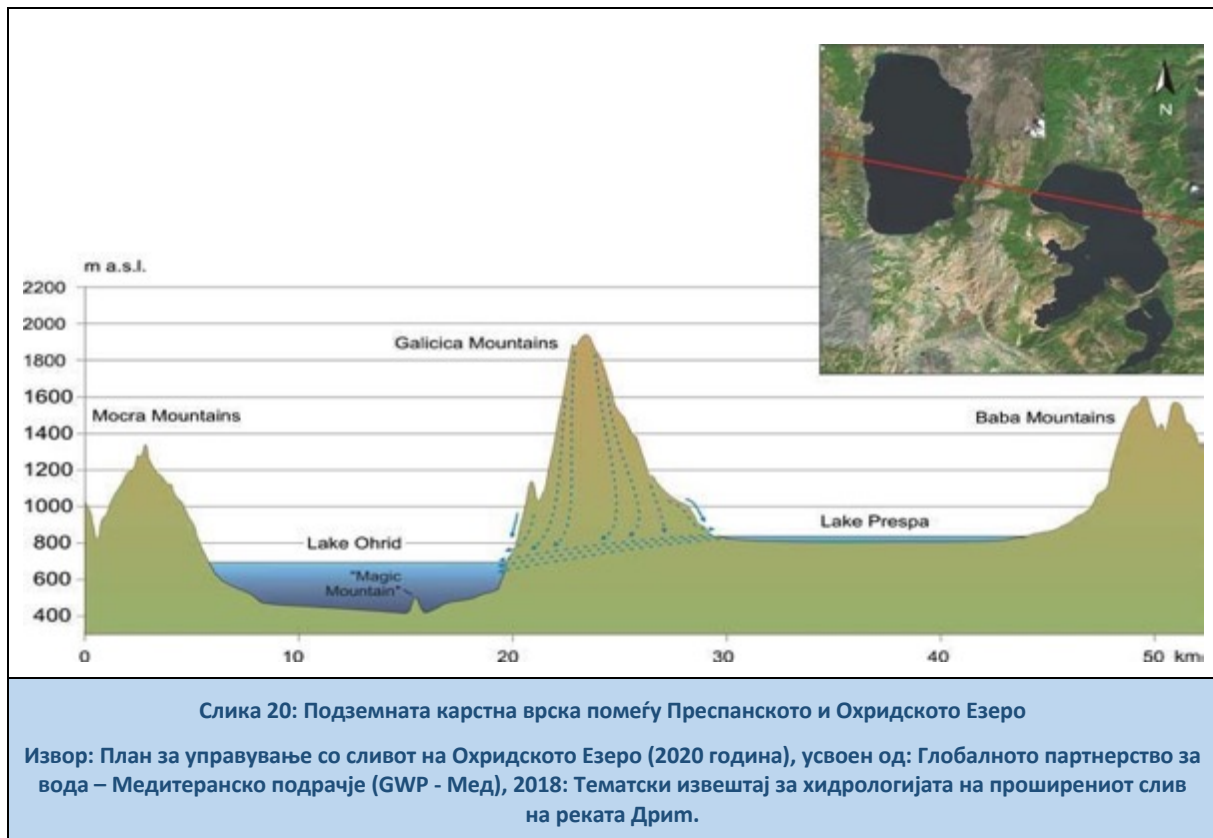 N
m a.s.l.
2200
2000
Galicica Mountains
1800
1600
Mocra Mountains
Baba Mountains
1400
1200
1000
Lake Prespa
Lake Ohrid
800
"Magic
Mountain"
600
400
0 10 20 30 40 50 km
Слика 20: Подземната карстна врска помеѓу Преспанското и Охридското Езеро
Извор: План за управување со сливот на Охридското Езеро (2020 година), усвоен од: Глобалното партнерство за
вода – Медитеранско подрачје (GWP - Мед), 2018: Тематски извештај за хидрологијата на проширениот слив
на реката Дрим.